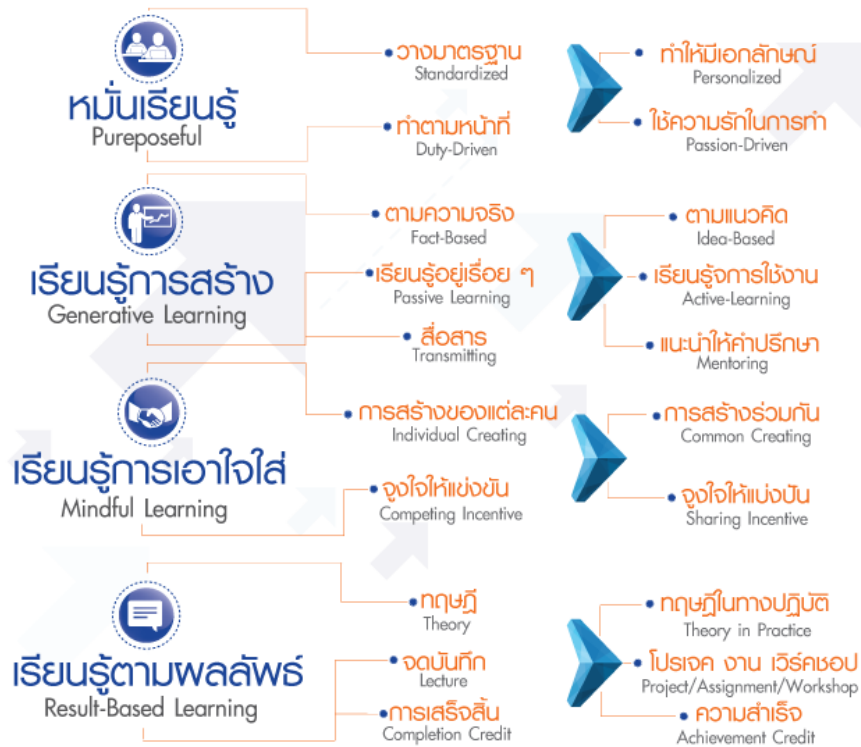 หมั่นเรียนรู้
Pureposeful
วางมาตรฐาน
Standardized
ทำให้มีเอกลักษณ์
Personalized
ทำตามหน้าที่
Duty-Driven
ใช้ความรักในการทำ
Passion-Driven
เรียนรู้การสร้าง
Generative Learning
ตามความจริง
Fact-Based
ตามแนวคิด
Idea-Based
เรียนรู้อยู่เรื่อย ๆ
Passive Learning
เรียนรู้จการใช้งาน
Active-Learning
สื่อสาร
Transmitting
แนะนำให้คำปรึกษา
Mentoring
เรียนรู้การเอาใจใส่
Mindful Learning
การสร้างของแต่ละคน
Individual Creating
การสร้างร่วมกัน
Common Creating
จูงใจให้แข่งขัน
Competing Incentive
จูงใจให้แบ่งปัน
Sharing Incentive
เรียนรู้ตามผลลัพธ์
Result-Based Learning
ทฤษฎี
Theory
ทฤษฎีในทางปฏิบัติ
Theory in Practice
จดบันทึก
Lecture
โปรเจค งาน เวิร์คชอป
Project/Assignment/Workshop
การเสร็จสิ้น
Completion Credit
ความสำเร็จ
Achievement Credit